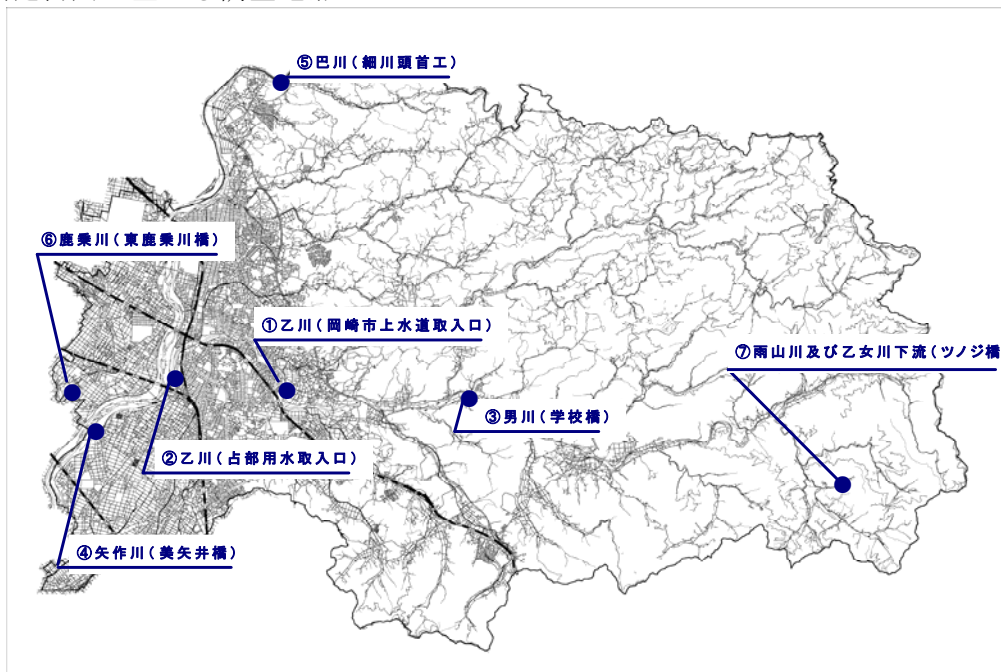 ⑤巴川(細川頭首工)
⑥鹿乗川(東鹿乗川橋)
①乙川(岡崎市上水道取入口)
⑦雨山川及び乙女川下流(ツノジ橋
③男川(学校橋)
②乙川(占部用水取入口)
④矢作川(美矢井橋)